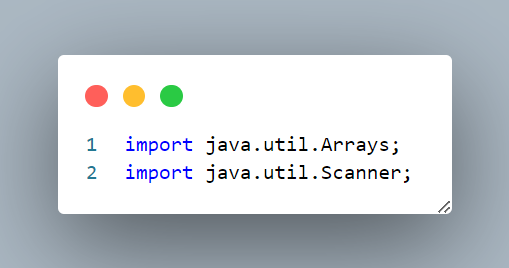 1 import java.util.Arrays;
2 import java.util.Scanner;